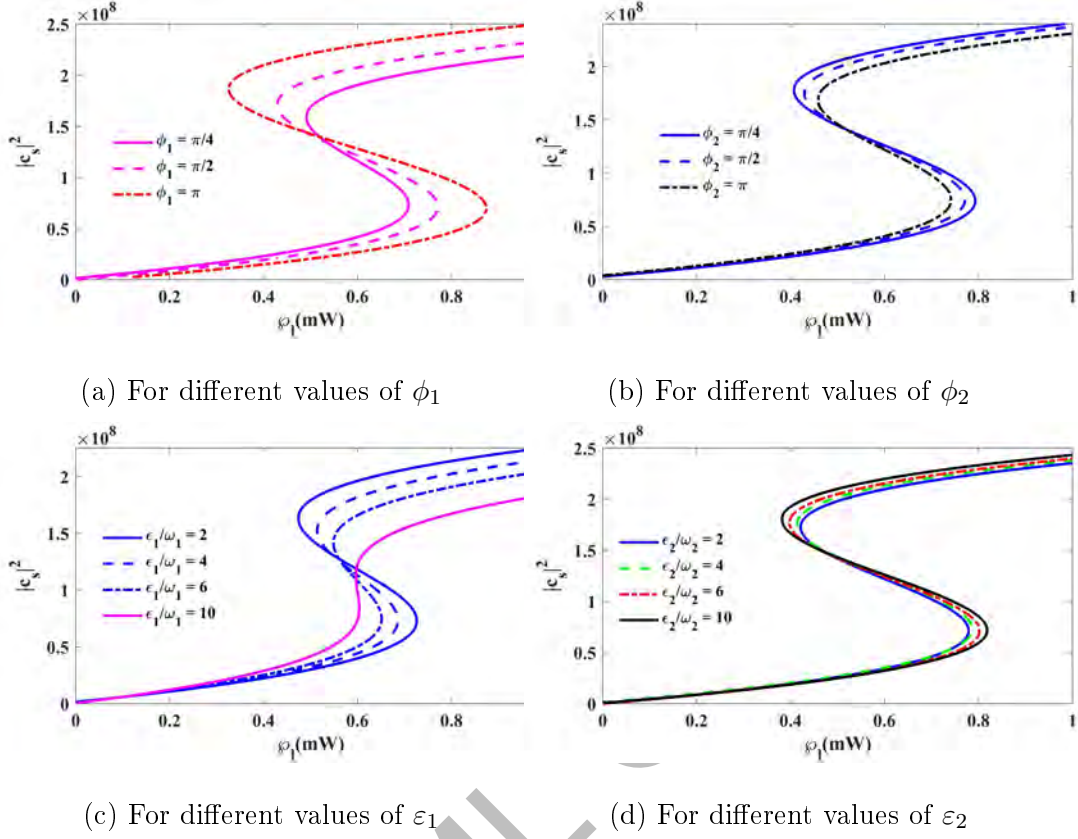 ×10^8
2.5
2
1.5
1
0.5
0
|c_s|^2
ϕ_1 = π/4
ϕ_1 = π/2
ϕ_1 = π
0 0.2 0.4 0.6 0.8
℘_l(mW)
(a) For different values of ϕ_1
×10^8
2
1.5
1
0.5
0
|c_s|^2
ϕ_2 = π/4
ϕ_2 = π/2
ϕ_2 = π
0 0.2 0.4 0.6 0.8 1
℘_l(mW)
(b) For different values of ϕ_2
×10^8
2
1.5
1
0.5
0
|c_s|^2
ϵ_1/ω_1 = 2
ϵ_1/ω_1 = 4
ϵ_1/ω_1 = 6
ϵ_1/ω_1 = 10
0 0.2 0.4 0.6 0.8
℘_l(mW)
(c) For different values of ε_1
×10^8
2.5
2
1.5
1
0.5
0
|c_s|^2
ϵ_2/ω_2 = 2
ϵ_2/ω_2 = 4
ϵ_2/ω_2 = 6
ϵ_2/ω_2 = 10
0 0.2 0.4 0.6 0.8 1
℘_l(mW)
(d) For different values of ε_2